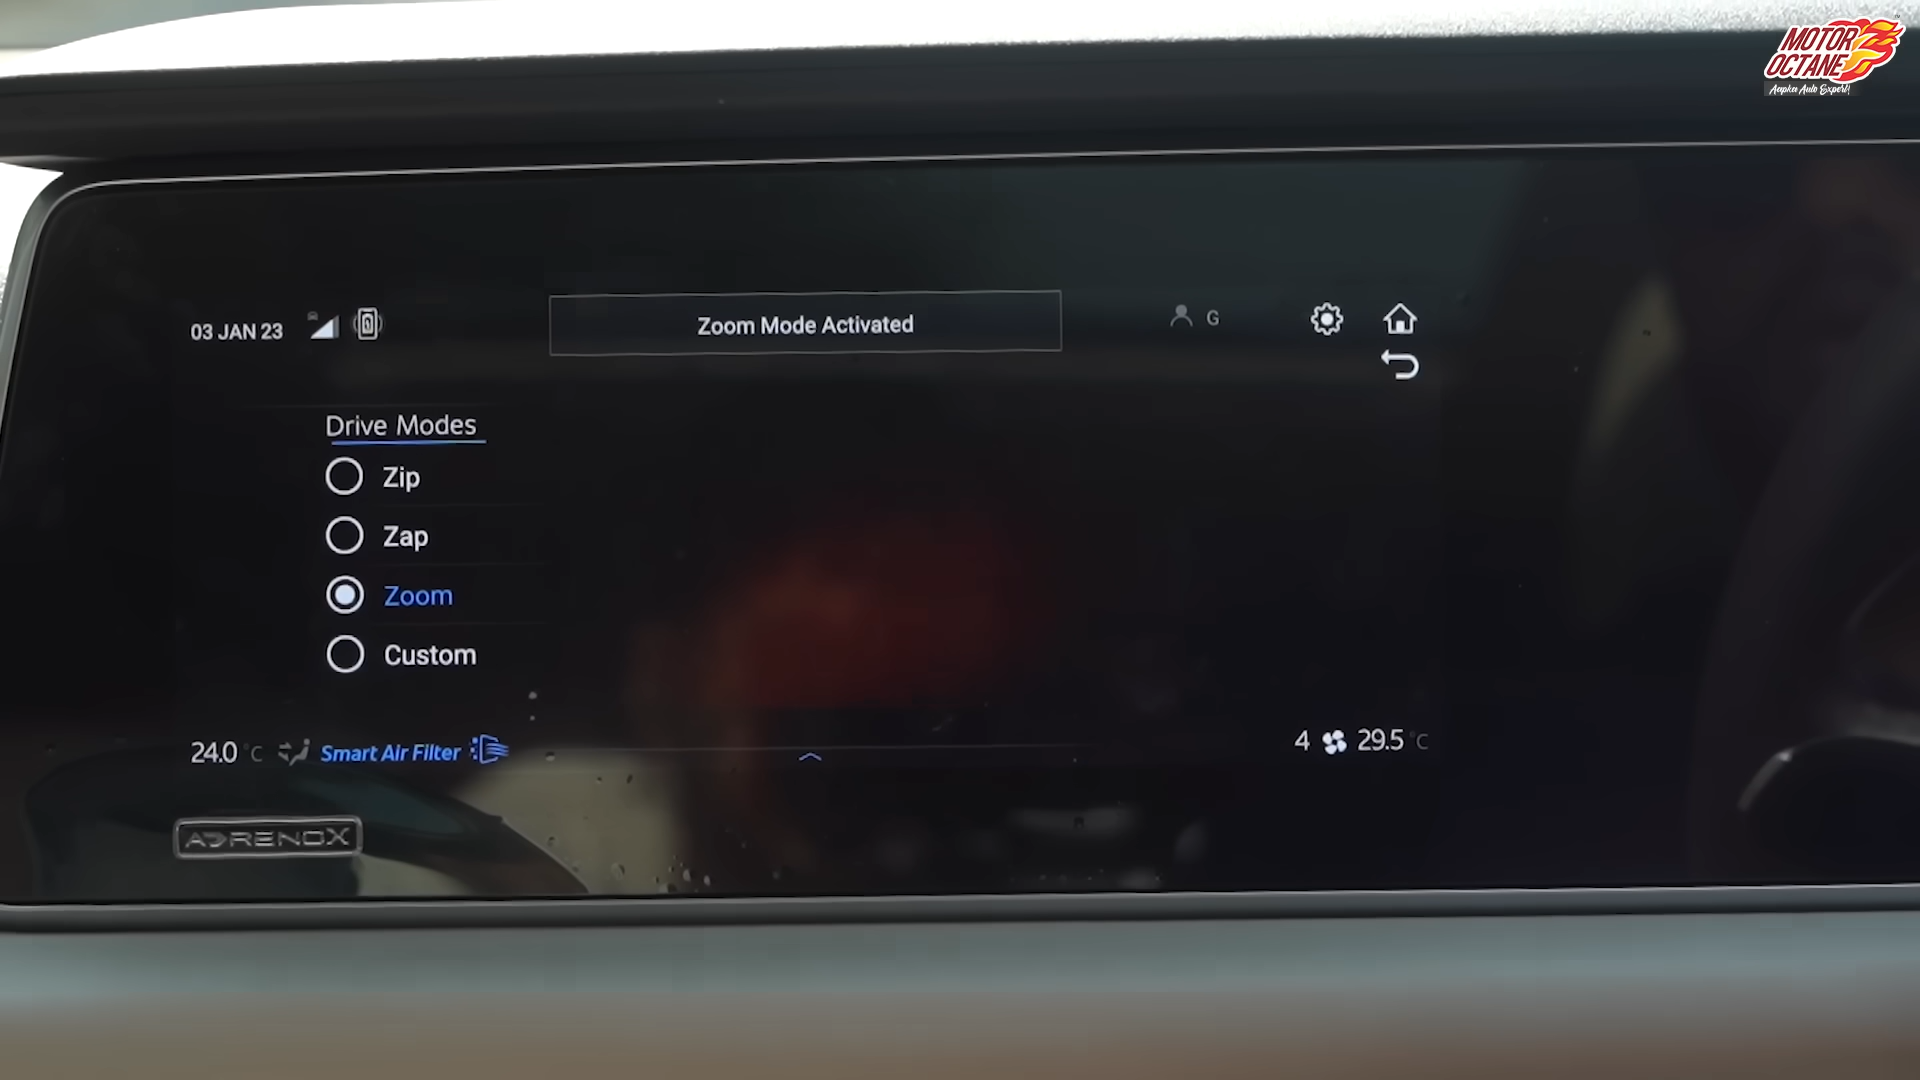 MOTOR
OCTANE
Aapka Auto Expert!
03 JAN 23
Zoom Mode Activated
G
Drive Modes
Zip
Zap
Zoom
Custom
24.0 °C
Smart Air Filter
4
29.5 °C
ADRENOX